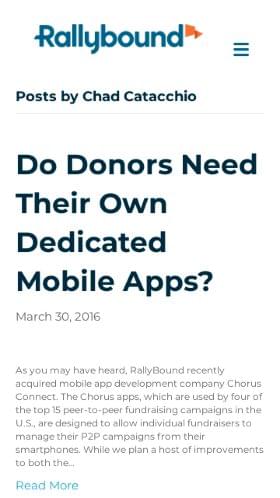 Rallybound
Posts by Chad Catacchio
Do Donors Need
Their Own
Dedicated
Mobile Apps?
March 30, 2016
As you may have heard, RallyBound recently
acquired mobile app development company Chorus
Connect. The Chorus apps, which are used by four of
the top 15 peer-to-peer fundraising campaigns in the
U.S., are designed to allow individual fundraisers to
manage their P2P campaigns from their
smartphones. While we plan a host of improvements
to both the...
Read More